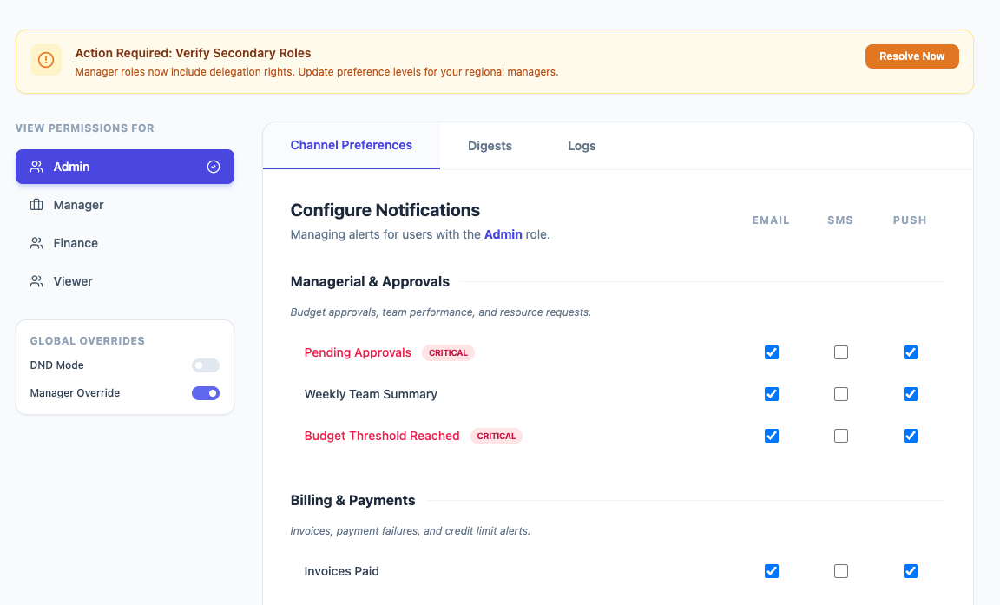 Action Required: Verify Secondary Roles
Manager roles now include delegation rights. Update preference levels for your regional managers.
Resolve Now
VIEW PERMISSIONS FOR
Admin
Manager
Finance
Viewer
GLOBAL OVERRIDES
DND Mode
Manager Override
Channel Preferences
Digests
Logs
Configure Notifications
Managing alerts for users with the Admin role.
EMAIL
SMS
PUSH
Managerial & Approvals
Budget approvals, team performance, and resource requests.
Pending Approvals CRITICAL
Weekly Team Summary
Budget Threshold Reached CRITICAL
Billing & Payments
Invoices, payment failures, and credit limit alerts.
Invoices Paid